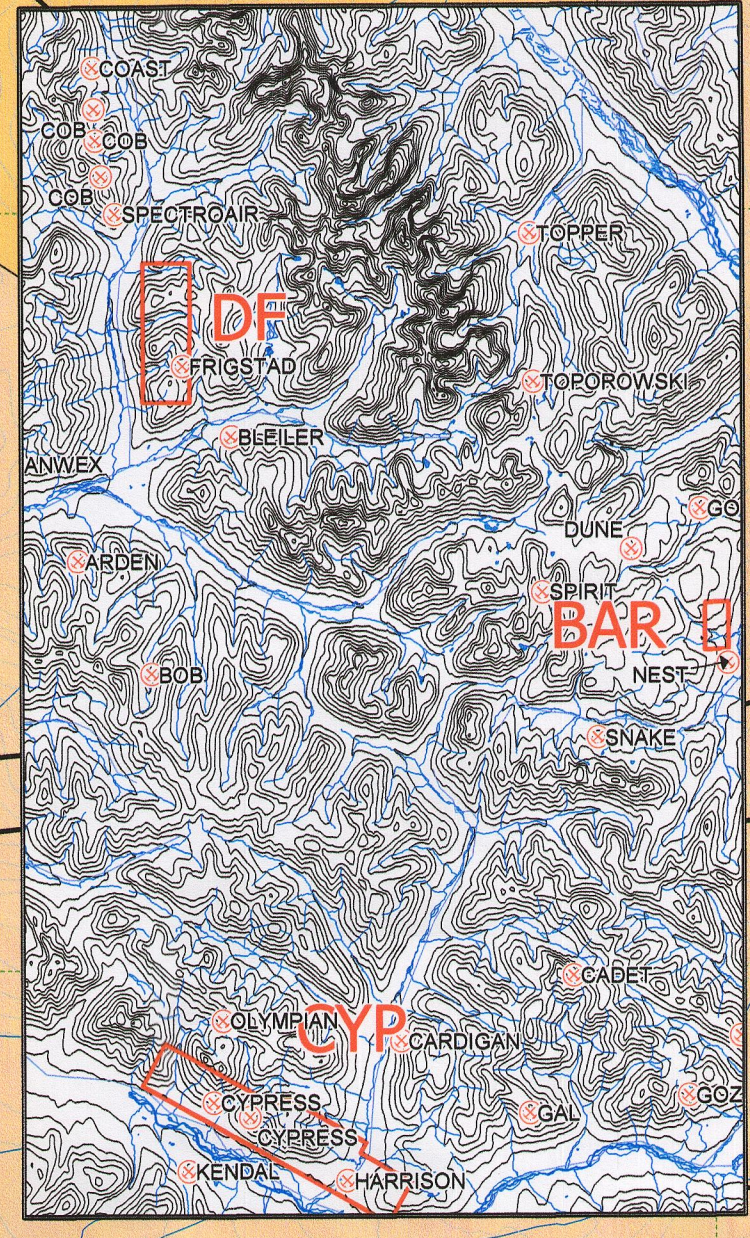 COAST
COB
COB
COB
SPECTROAIR
TOPPER
DF
FRIGSTAD
TOPOROWSKI
BLEILER
ANWEX
GO
DUNE
ARDEN
SPIRIT
BAR
BOB
NEST
SNAKE
CADET
OLYMPIAN
CYP
CARDIGAN
CYPRESS
GOZ
GAL
CYPRESS
KENDAL
HARRISON